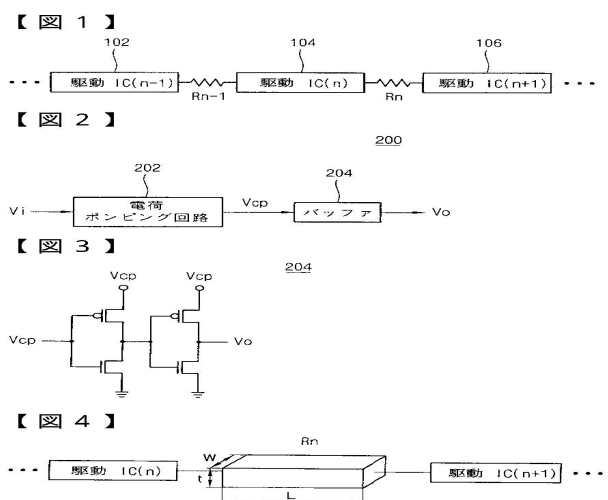 【図1】
102 104 106
・・・ 駆動 IC(n-1) 駆動 IC(n) 駆動 iC(n+1) ・・・
Rn-1 Rn
【図2】
200
202 204
Vi 電荷 Vcp バッファ Vo
ポンピング回路
【図3】
204
Vcp Vcp
Vcp Vo
【図4】
Rn
W
・・・ 駆動 IC(n) t 駆動 IC(n+1) ・・・
L